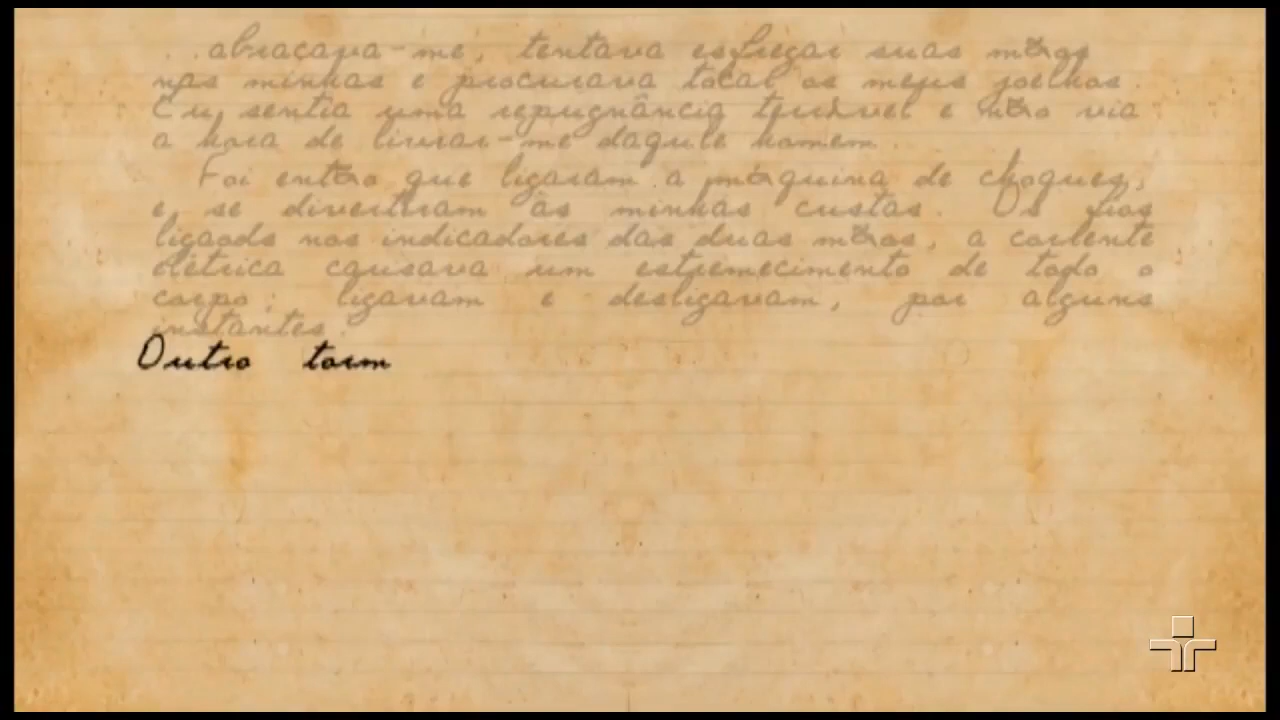 ...abraçava-me, tentava esfregar suas mãos
nas minhas e procurava tocar os meus joelhos.
Eu sentia uma repugnância terrível e não via
a hora de livrar-me daquele homem.
Foi então que ligaram a máquina de choques,
e se divertiram às minhas custas. Os fios
ligaods nos indicadores das duas mãos, a corrente
elétrica causava um estremecimento de todo o
corpo; ligavam e desligavam, por alguns
instantes.
Outro torm